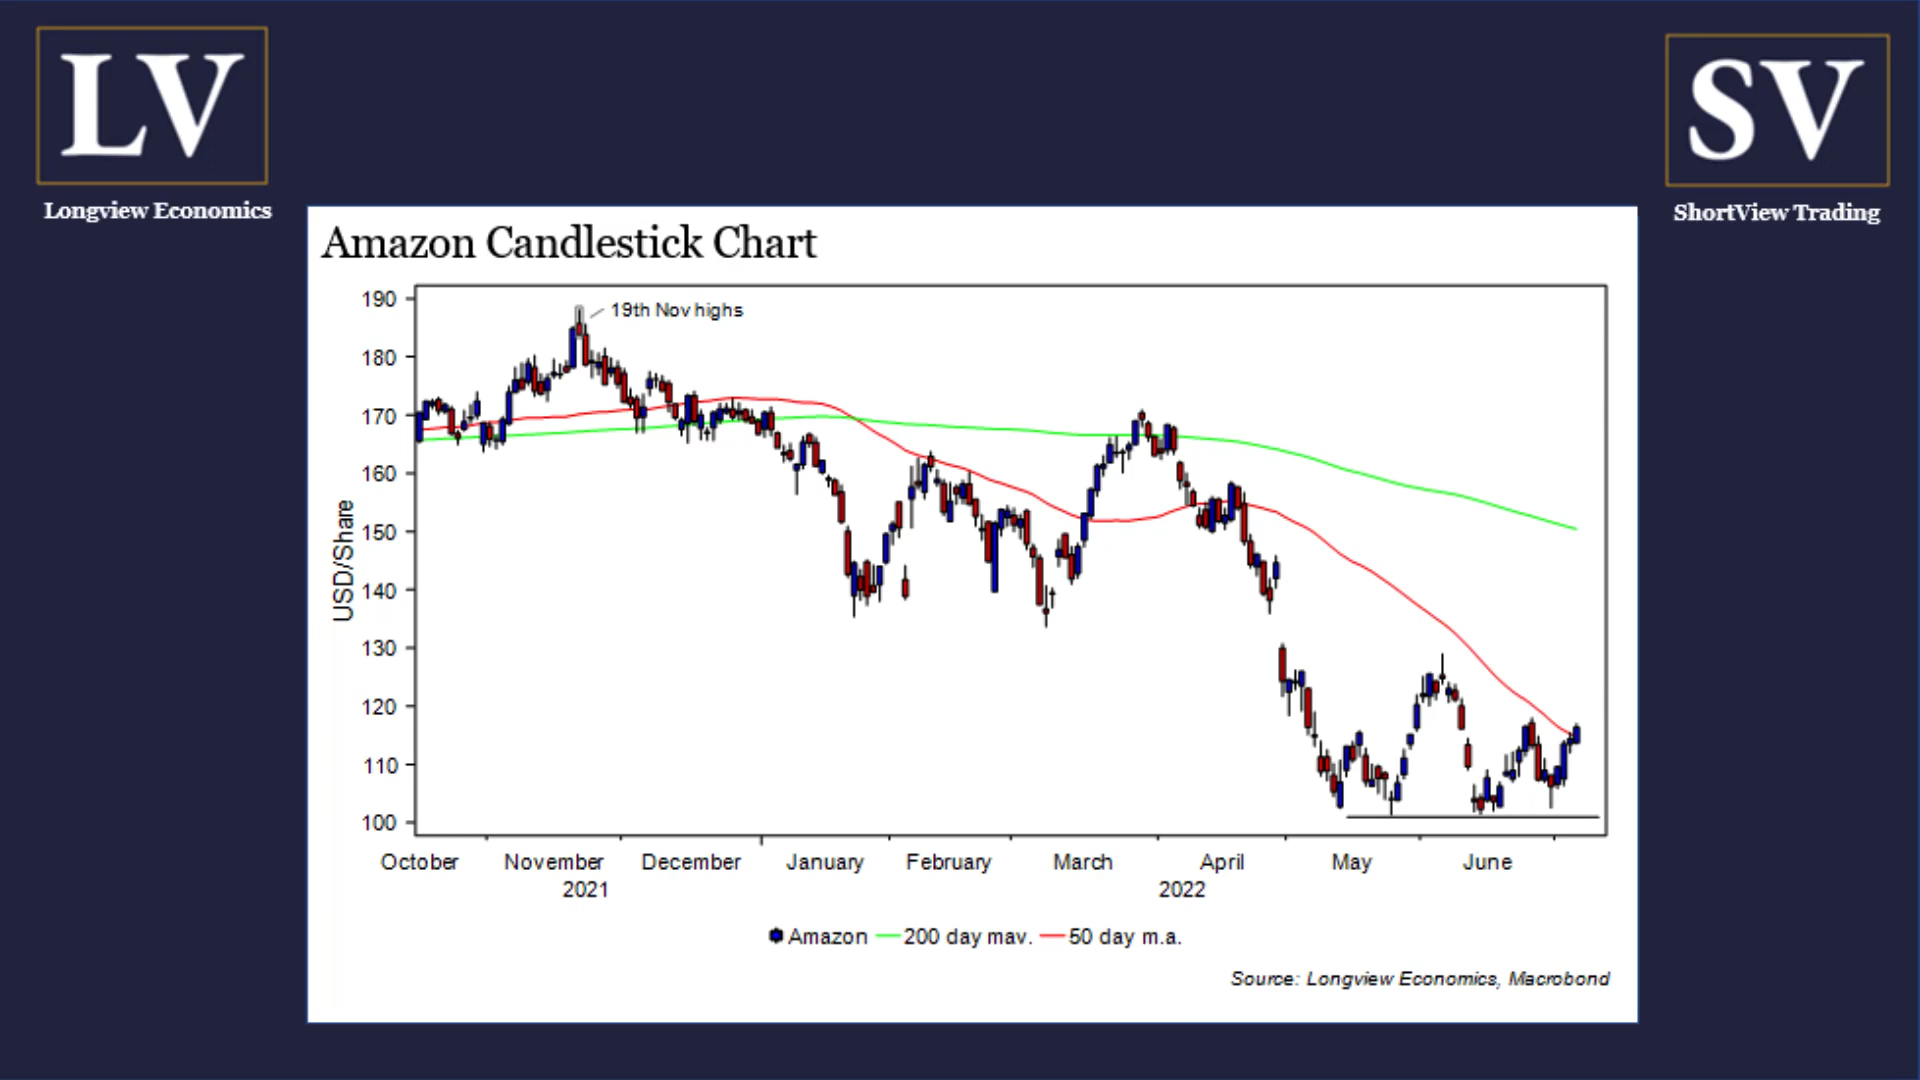 LV
Longview Economics
SV
ShortView Trading
Amazon Candlestick Chart
USD/Share
190
180
170
160
150
140
130
120
110
100
19th Nov highs
October November December January February March April May June
2021 2022
Amazon 200 day mav. 50 day m.a.
Source: Longview Economics, Macrobond